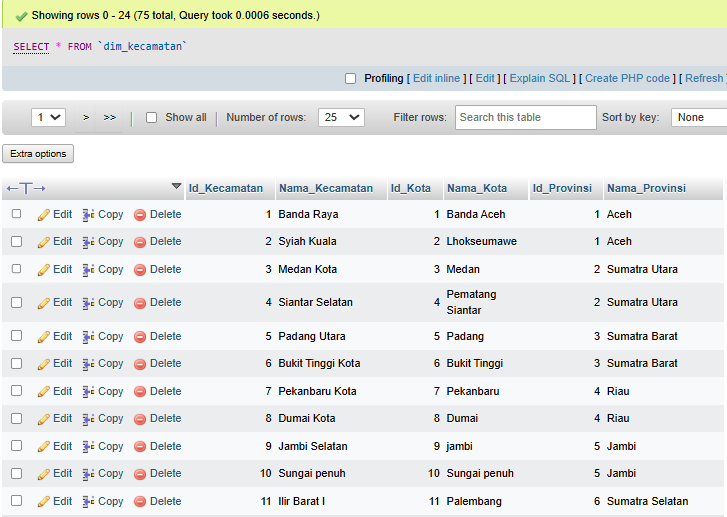 Showing rows 0 - 24 (75 total, Query took 0.0006 seconds.)
SELECT * FROM `dim_kecamatan`
Profiling [ Edit inline ] [ Edit ] [ Explain SQL ] [ Create PHP code ] [ Refresh
1 > >> Show all Number of rows: 25 Filter rows: Search this table Sort by key: None
Extra options
←T→ Id_Kecamatan Nama_Kecamatan Id_Kota Nama_Kota Id_Provinsi Nama_Provinsi
Edit Copy Delete 1 Banda Raya 1 Banda Aceh 1 Aceh
Edit Copy Delete 2 Syiah Kuala 2 Lhokseumawe 1 Aceh
Edit Copy Delete 3 Medan Kota 3 Medan 2 Sumatra Utara
Edit Copy Delete 4 Siantar Selatan 4 Pematang Siantar 2 Sumatra Utara
Edit Copy Delete 5 Padang Utara 5 Padang 3 Sumatra Barat
Edit Copy Delete 6 Bukit Tinggi Kota 6 Bukit Tinggi 3 Sumatra Barat
Edit Copy Delete 7 Pekanbaru Kota 7 Pekanbaru 4 Riau
Edit Copy Delete 8 Dumai Kota 8 Dumai 4 Riau
Edit Copy Delete 9 Jambi Selatan 9 jambi 5 Jambi
Edit Copy Delete 10 Sungai penuh 10 Sungai penuh 5 Jambi
Edit Copy Delete 11 Ilir Barat I 11 Palembang 6 Sumatra Selatan